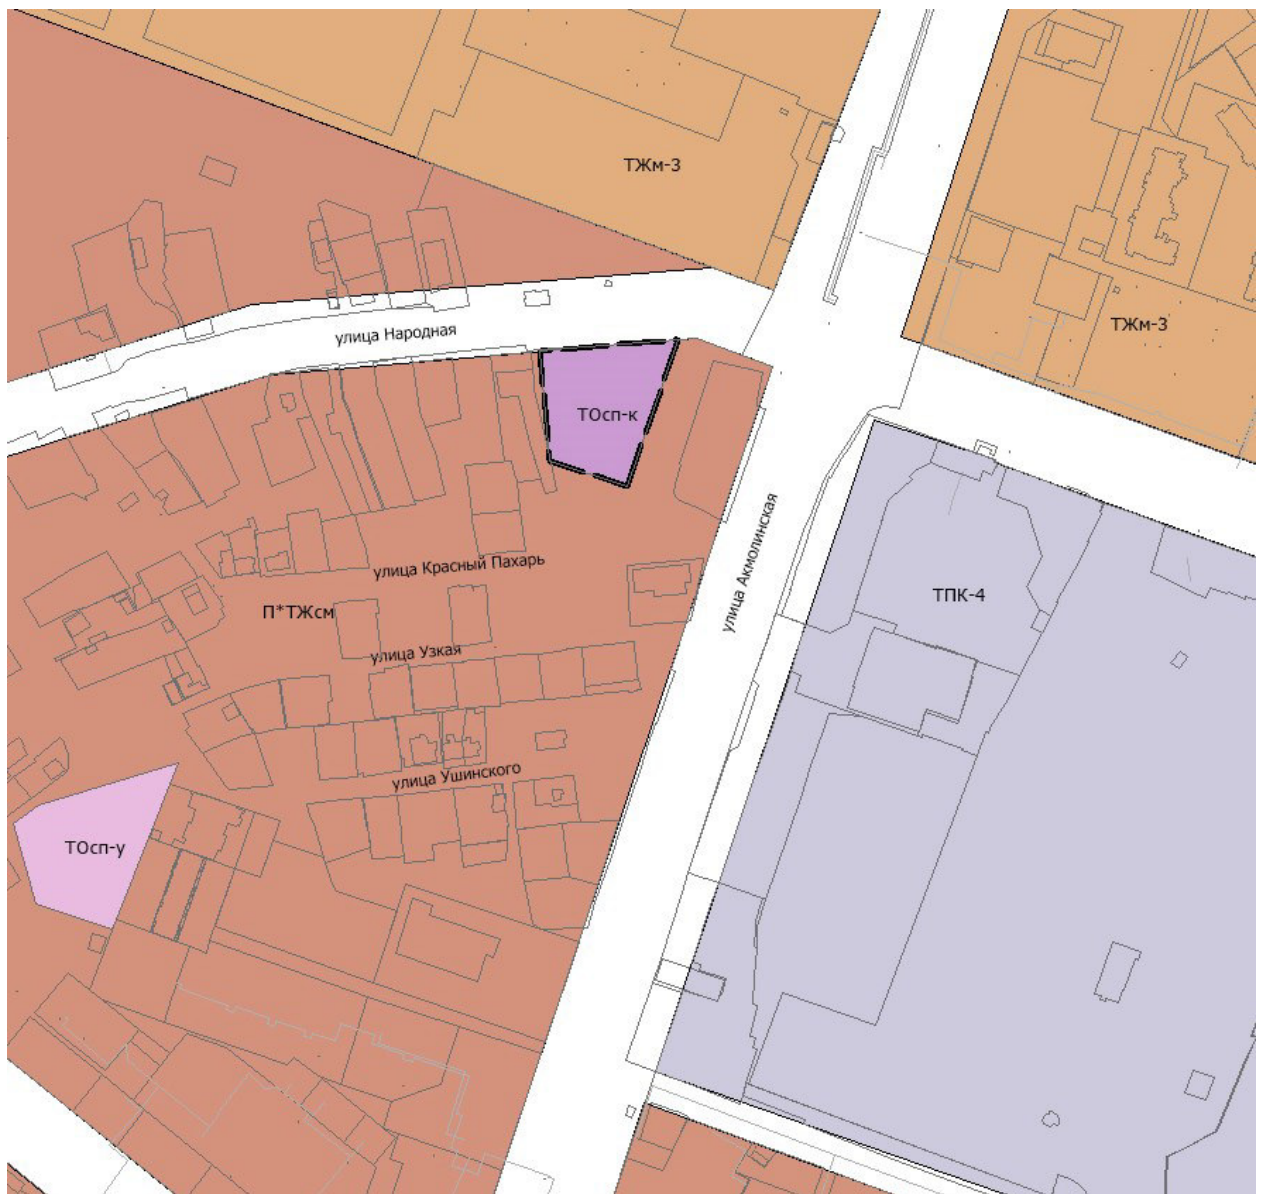 ТЖм-3
ТЖм-3
улица Народная
ТОсп-к
улица Акмолинская
улица Красный Пахарь
ТПК-4
П*ТЖсм
улица Узкая
улица Ушинского
ТОсп-у